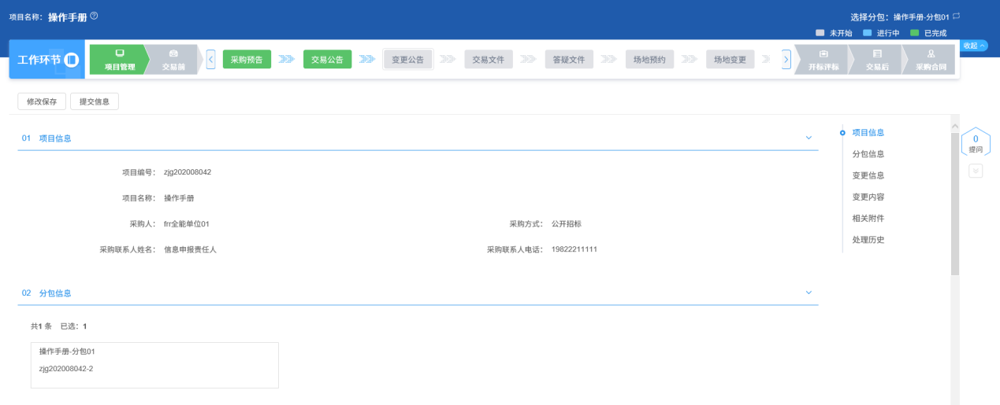 项目名称：操作手册 ?
选择分包：操作手册-分包01
未开始 进行中 已完成
工作环节 项目管理 交易前 采购预告 交易公告 变更公告 交易文件 答疑文件 场地预约 场地变更 开标评标 交易后 采购合同 收起
修改保存 提交信息
01 项目信息
项目编号：zjg202008042
项目名称：操作手册
采购人：frr全能单位01 采购方式：公开招标
采购联系人姓名：信息申报责任人 采购联系人电话：19822211111
02 分包信息
共1 条 已选：1
操作手册-分包01
zjg202008042-2
项目信息
分包信息
变更信息
变更内容
相关附件
处理历史
0
提问